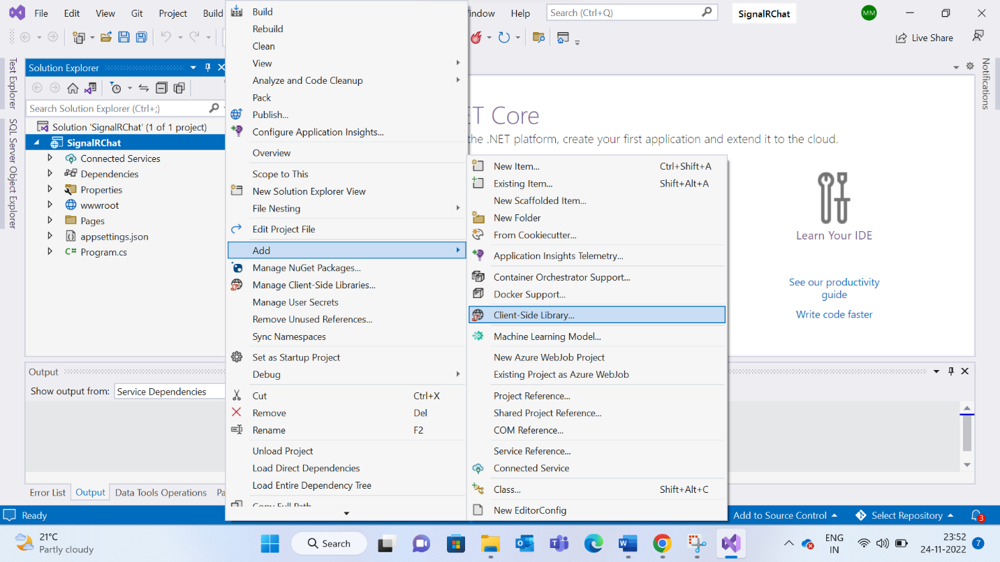 File Edit View Git Project Build
indow Help
Search (Ctrl+Q)
SignalRChat
MM
Live Share
Test Explorer
SQL Server Object Explorer
Notifications
Solution Explorer
Search Solution Explorer (Ctrl+;)
Solution 'SignalRChat' (1 of 1 project)
SignalRChat
Connected Services
Dependencies
Properties
wwwroot
Pages
appsettings.json
C# Program.cs
Build
Rebuild
Clean
View
Analyze and Code Cleanup
Pack
Publish...
Configure Application Insights...
Overview
Scope to This
New Solution Explorer View
File Nesting
Edit Project File
Add
Manage NuGet Packages...
Manage Client-Side Libraries...
Manage User Secrets
Remove Unused References...
Sync Namespaces
Set as Startup Project
Debug
Cut Ctrl+X
Remove Del
Rename F2
Unload Project
Load Direct Dependencies
Load Entire Dependency Tree
Copy Full Path
New Item... Ctrl+Shift+A
Existing Item... Shift+Alt+A
New Scaffolded Item...
New Folder
From Cookiecutter...
Application Insights Telemetry...
Container Orchestrator Support...
Docker Support...
Client-Side Library...
Machine Learning Model...
New Azure WebJob Project
Existing Project as Azure WebJob
Project Reference...
Shared Project Reference...
COM Reference...
Service Reference...
Connected Service
Class... Shift+Alt+C
New EditorConfig
ET Core
the .NET platform, create your first application and extend it to the cloud.
Learn Your IDE
See our productivity
guide
Write code faster
Output
Show output from: Service Dependencies
Error List Output Data Tools Operations Pa
Ready
Add to Source Control Select Repository 3
21°C
Partly cloudy
Search
ENG
IN
23:52
24-11-2022
7